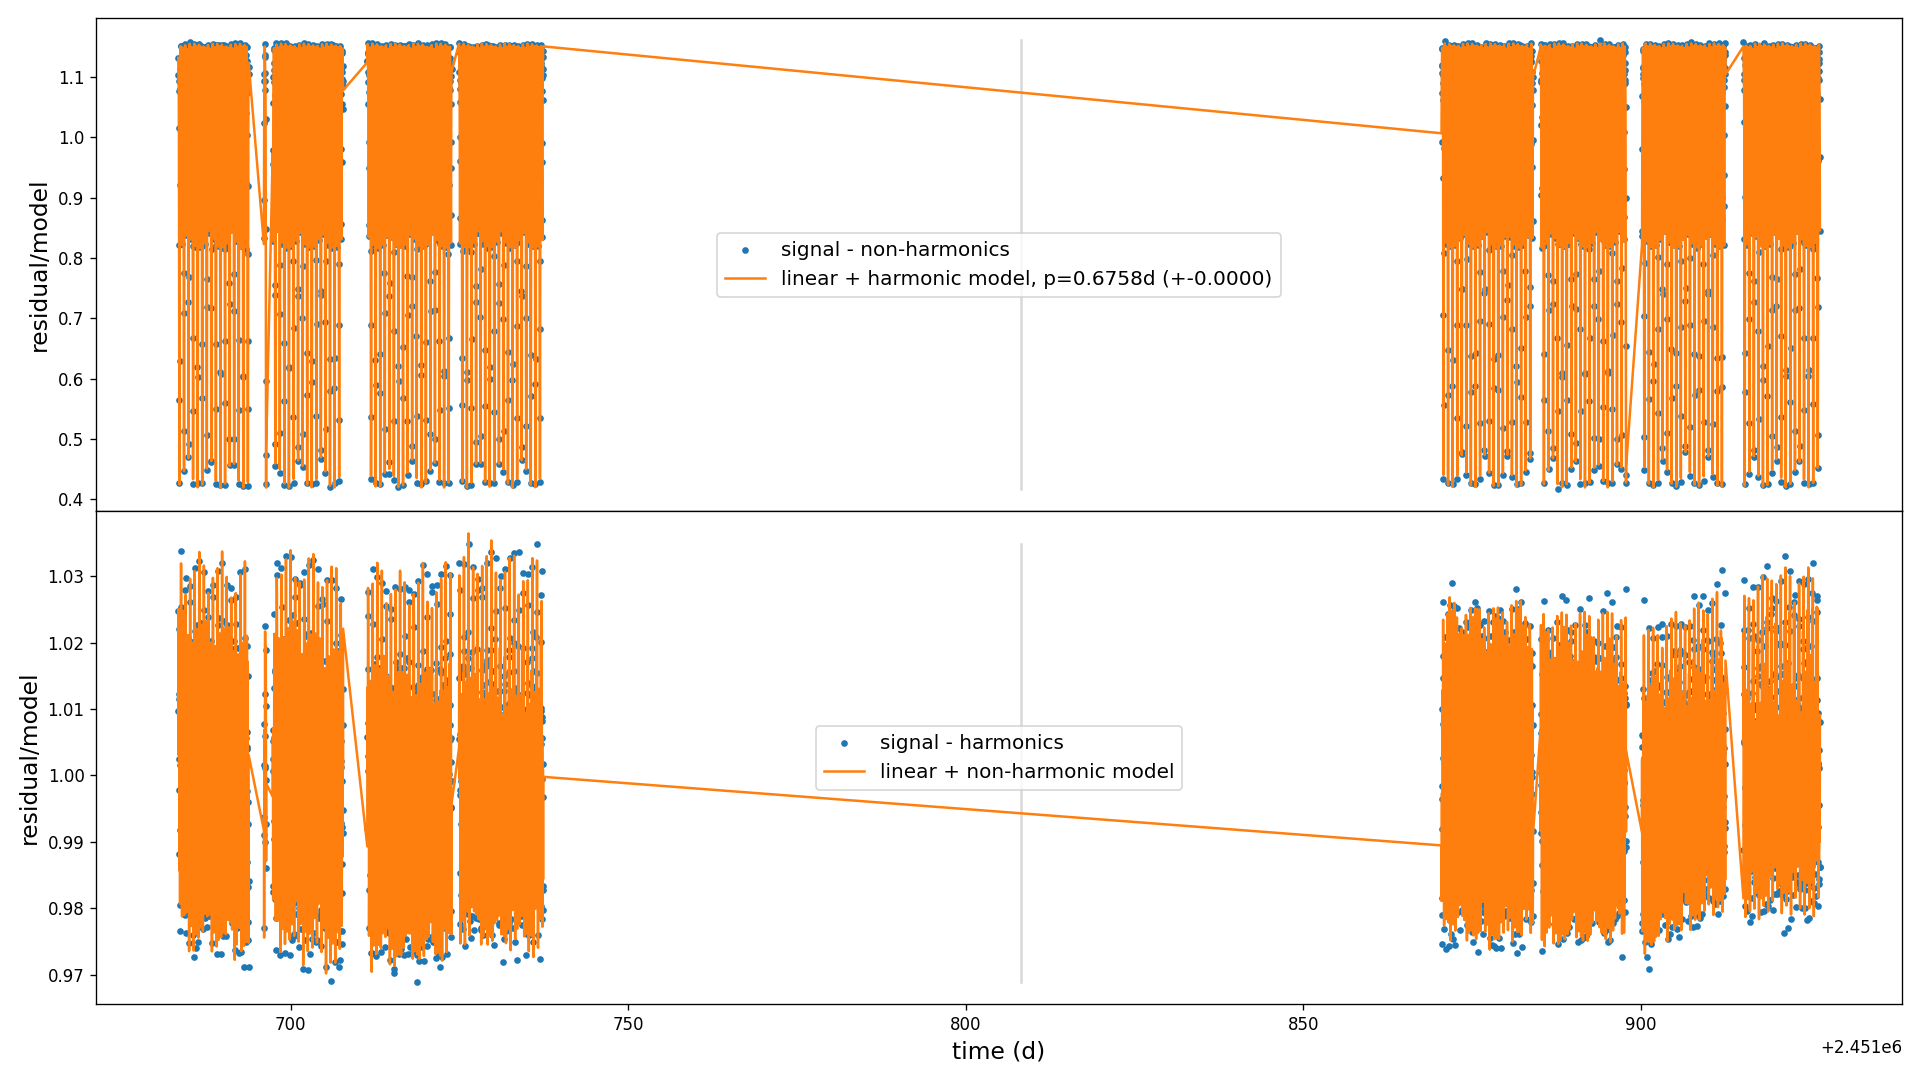 1.1
1.0
0.9
0.8
0.7
0.6
0.5
0.4
residual/model
signal - non-harmonics
linear + harmonic model, p=0.6758d (+-0.0000)
1.03
1.02
1.01
1.00
0.99
0.98
0.97
residual/model
signal - harmonics
linear + non-harmonic model
700
750
800
850
900
+2.451e6
time (d)